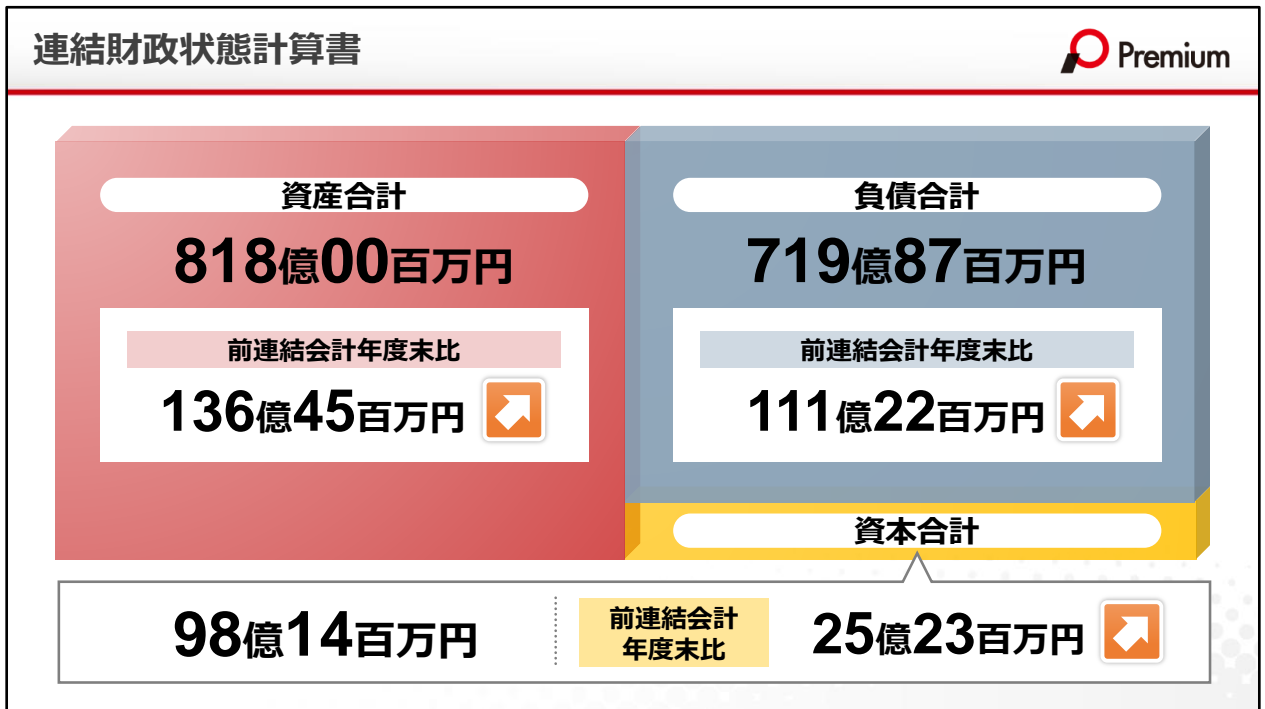 連結財政状態計算書
Premium
資産合計
818億00百万円
前連結会計年度末比
136億45百万円
負債合計
719億87百万円
前連結会計年度末比
111億22百万円
資本合計
98億14百万円
前連結会計
年度末比
25億23百万円